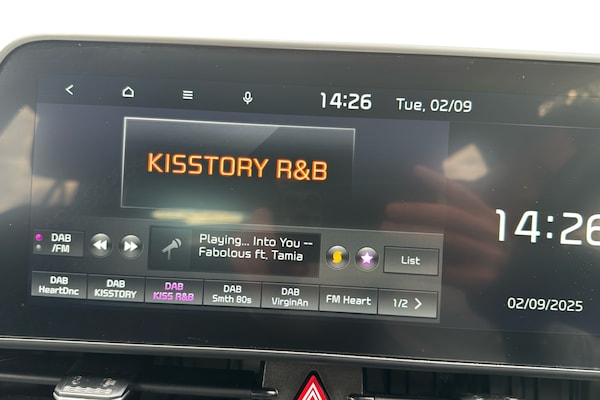 14:26
Tue, 02/09
KISSTORY R&B
14:26
DAB
/FM
Playing... Into You --
Fabolous ft. Tamia
List
DAB
HeartDnc
DAB
KISSTORY
DAB
KISS R&B
DAB
Smth 80s
DAB
VirginAn
FM Heart
1/2
02/09/2025